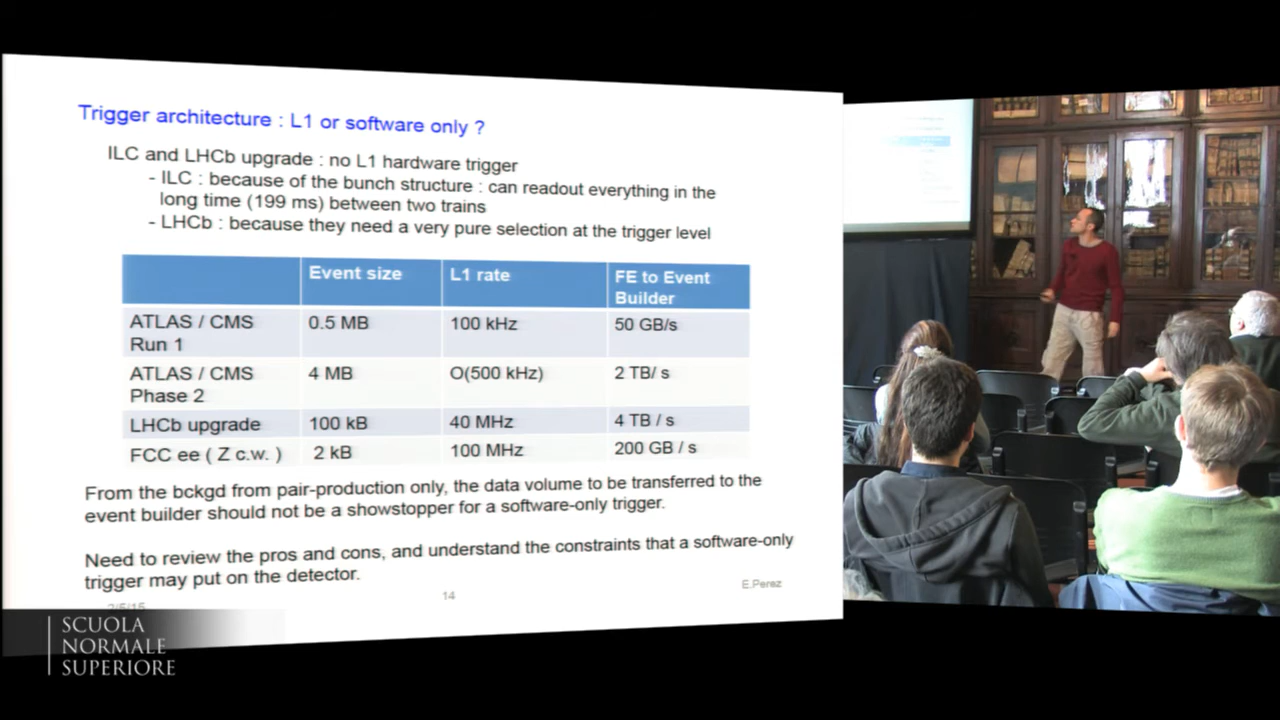 Trigger architecture : L1 or software only ?
ILC and LHCb upgrade : no L1 hardware trigger
- ILC : because of the bunch structure : can readout everything in the
long time (199 ms) between two trains
- LHCb : because they need a very pure selection at the trigger level
Event size L1 rate FE to Event
Builder
ATLAS / CMS 0.5 MB 100 kHz 50 GB/s
Run 1
ATLAS / CMS 4 MB O(500 kHz) 2 TB/ s
Phase 2
LHCb upgrade 100 kB 40 MHz 4 TB / s
FCC ee ( Z c.w. ) 2 kB 100 MHz 200 GB / s
From the bckgd from pair-production only, the data volume to be transferred to the
event builder should not be a showstopper for a software-only trigger.
Need to review the pros and cons, and understand the constraints that a software-only
trigger may put on the detector.
14
E.Perez
SCUOLA
NORMALE
SUPERIORE